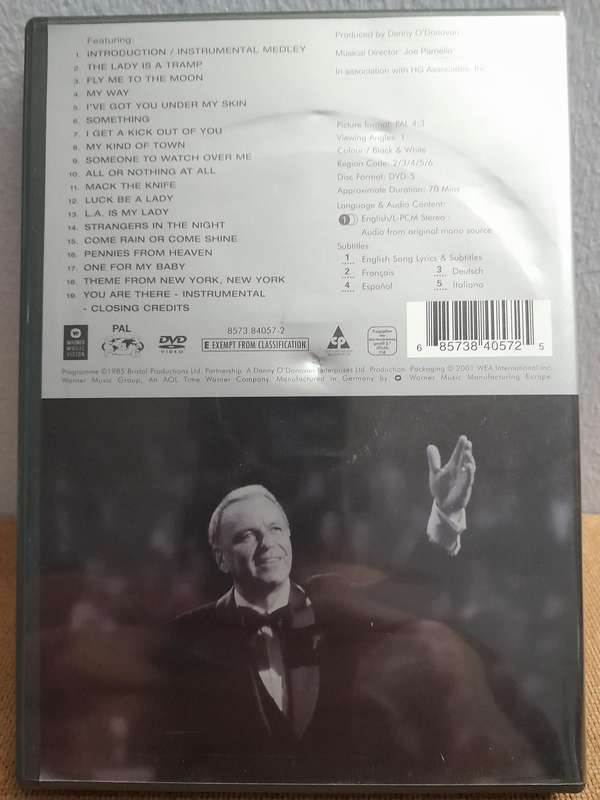 Featuring:
1. INTRODUCTION / INSTRUMENTAL MEDLEY
2. THE LADY IS A TRAMP
3. FLY ME TO THE MOON
4. MY WAY
5. I'VE GOT YOU UNDER MY SKIN
6. SOMETHING
7. I GET A KICK OUT OF YOU
8. MY KIND OF TOWN
9. SOMEONE TO WATCH OVER ME
10. ALL OR NOTHING AT ALL
11. MACK THE KNIFE
12. LUCK BE A LADY
13. L.A. IS MY LADY
14. STRANGERS IN THE NIGHT
15. COME RAIN OR COME SHINE
16. PENNIES FROM HEAVEN
17. ONE FOR MY BABY
18. THEME FROM NEW YORK, NEW YORK
19. YOU ARE THERE - INSTRUMENTAL
- CLOSING CREDITS
Produced by Danny O'Donovan
Musical Director: Joe Parnello
In association with HG Associates, Inc
Picture format: PAL 4:3
Viewing Angles: 1
Colour / Black & White
Region Code: 2/3/4/5/6
Disc Format: DVD-5
Approximate Duration: 70 Mins
Language & Audio Content:
1 English/L-PCM Stereo
Audio from original mono source
Subtitles:
1 English Song Lyrics & Subtitles
2 Français 3 Deutsch
4 Español 5 Italiano
WARNER MUSIC VISION
PAL
DVD VIDEO
8573 84057-2
E EXEMPT FROM CLASSIFICATION
6 85738 40572 5
Programme ©1985 Bristol Productions Ltd. Partnership. A Danny O'Donovan Enterprises Ltd. Production. Packaging © 2001 WEA International Inc.
Warner Music Group, An AOL Time Warner Company. Manufactured in Germany by Warner Music Manufacturing Europe.